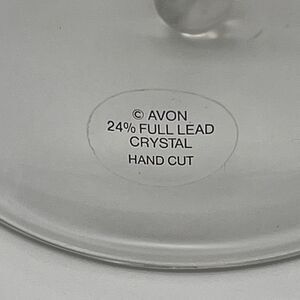 © AVON
24% FULL LEAD
CRYSTAL
HAND CUT